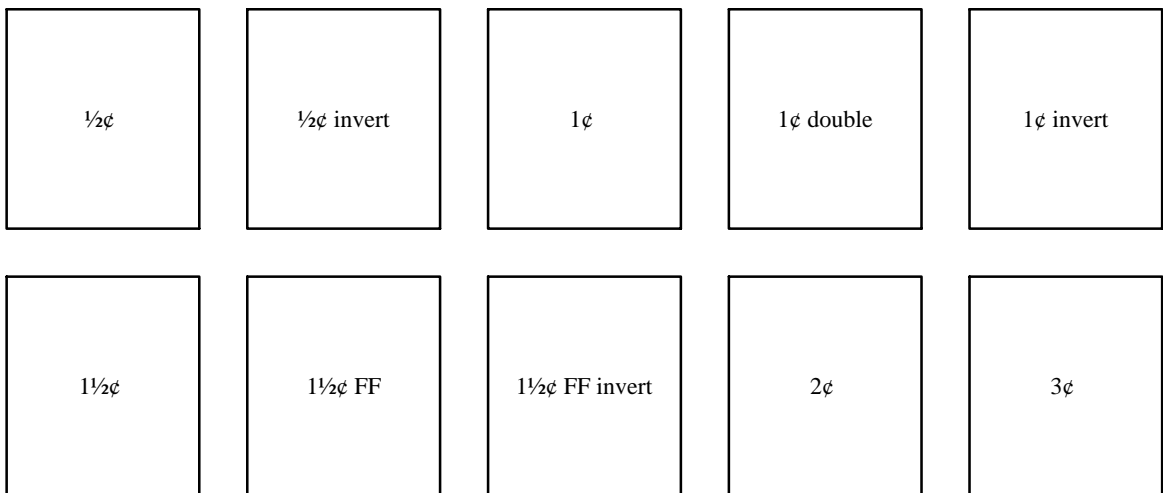 ½¢
½¢ invert
1¢
1¢ double
1¢ invert
1½¢
1½¢ FF
1½¢ FF invert
2¢
3¢